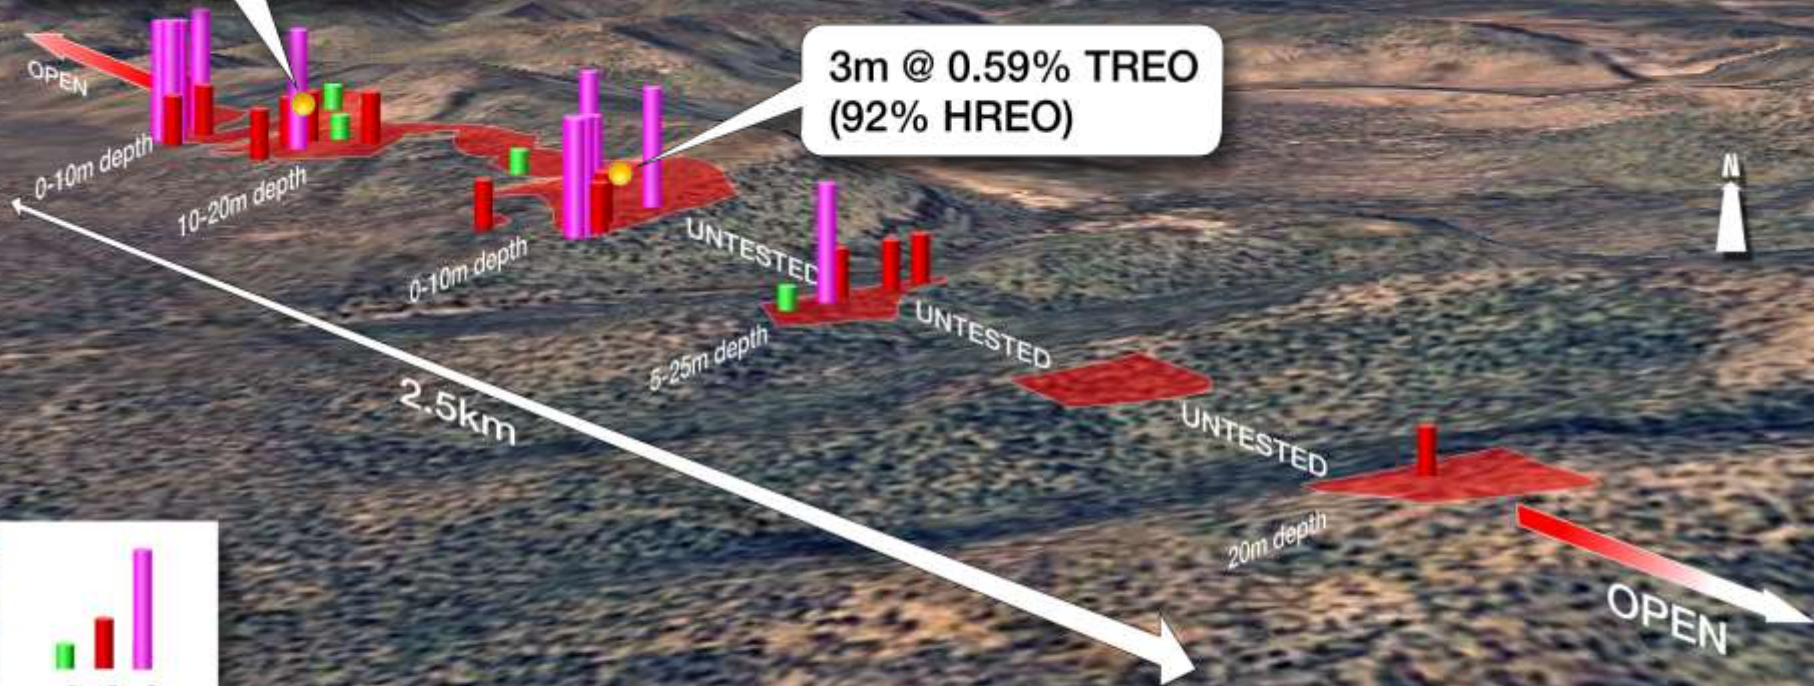 3m @ 0.59% TREO
(92% HREO)
OPEN
N
0-10m depth
10-20m depth
UNTESTED
0-10m depth
UNTESTED
5-25m depth
2.5km
UNTESTED
20m depth
OPEN